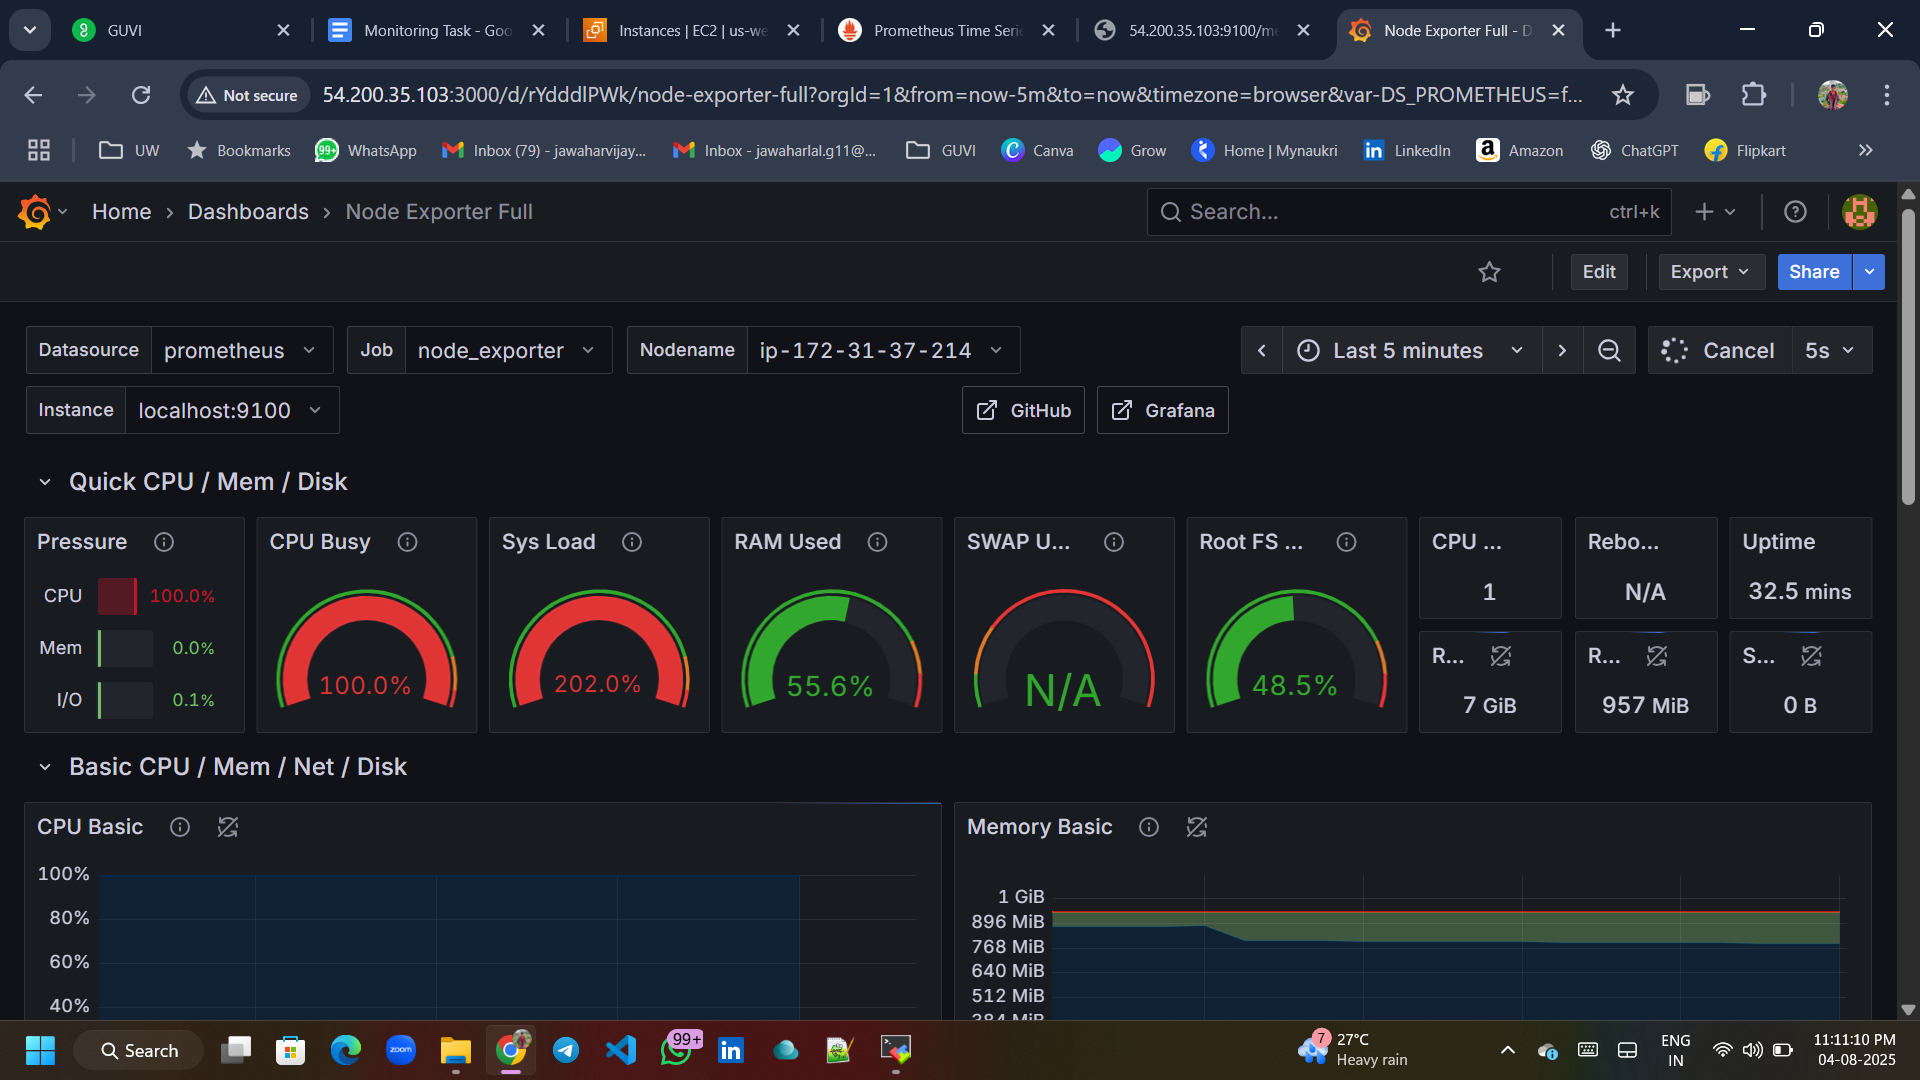 GUVI
Monitoring Task - Goo
Instances | EC2 | us-we
Prometheus Time Seri
54.200.35.103:9100/m
Node Exporter Full - D
Not secure
54.200.35.103:3000/d/rYdddlPWk/node-exporter-full?orgId=1&from=now-5m&to=now&timezone=browser&var-DS_PROMETHEUS=f...
UW
Bookmarks
99+
WhatsApp
Inbox (79) - jawaharvijay...
Inbox - jawaharlal.g11@...
GUVI
Canva
Grow
Home | Mynaukri
LinkedIn
Amazon
ChatGPT
Flipkart
Home › Dashboards › Node Exporter Full
Search...
ctrl+k
Edit
Export
Share
Datasource prometheus
Job node_exporter
Nodename ip-172-31-37-214
Last 5 minutes
Cancel
5s
Instance localhost:9100
GitHub
Grafana
Quick CPU / Mem / Disk
Pressure
CPU 100.0%
Mem 0.0%
I/O 0.1%
CPU Busy
100.0%
Sys Load
202.0%
RAM Used
55.6%
SWAP U...
N/A
Root FS ...
48.5%
CPU ...
1
Rebo...
N/A
Uptime
32.5 mins
R...
7 GiB
R...
957 MiB
S...
0 B
Basic CPU / Mem / Net / Disk
CPU Basic
100%
80%
60%
40%
Memory Basic
1 GiB
896 MiB
768 MiB
640 MiB
512 MiB
384 MiB
Search
zoom
99+
7
27°C
Heavy rain
ENG
IN
11:11:10 PM
04-08-2025